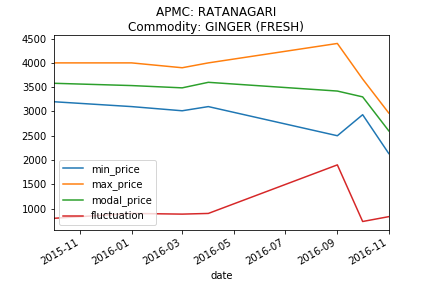 APMC: RATANAGARI
Commodity: GINGER (FRESH)
4500
4000
3500
3000
2500
2000
1500
1000
min_price
max_price
modal_price
fluctuation
2015-11
2016-01
2016-03
2016-05
2016-07
2016-09
2016-11
date